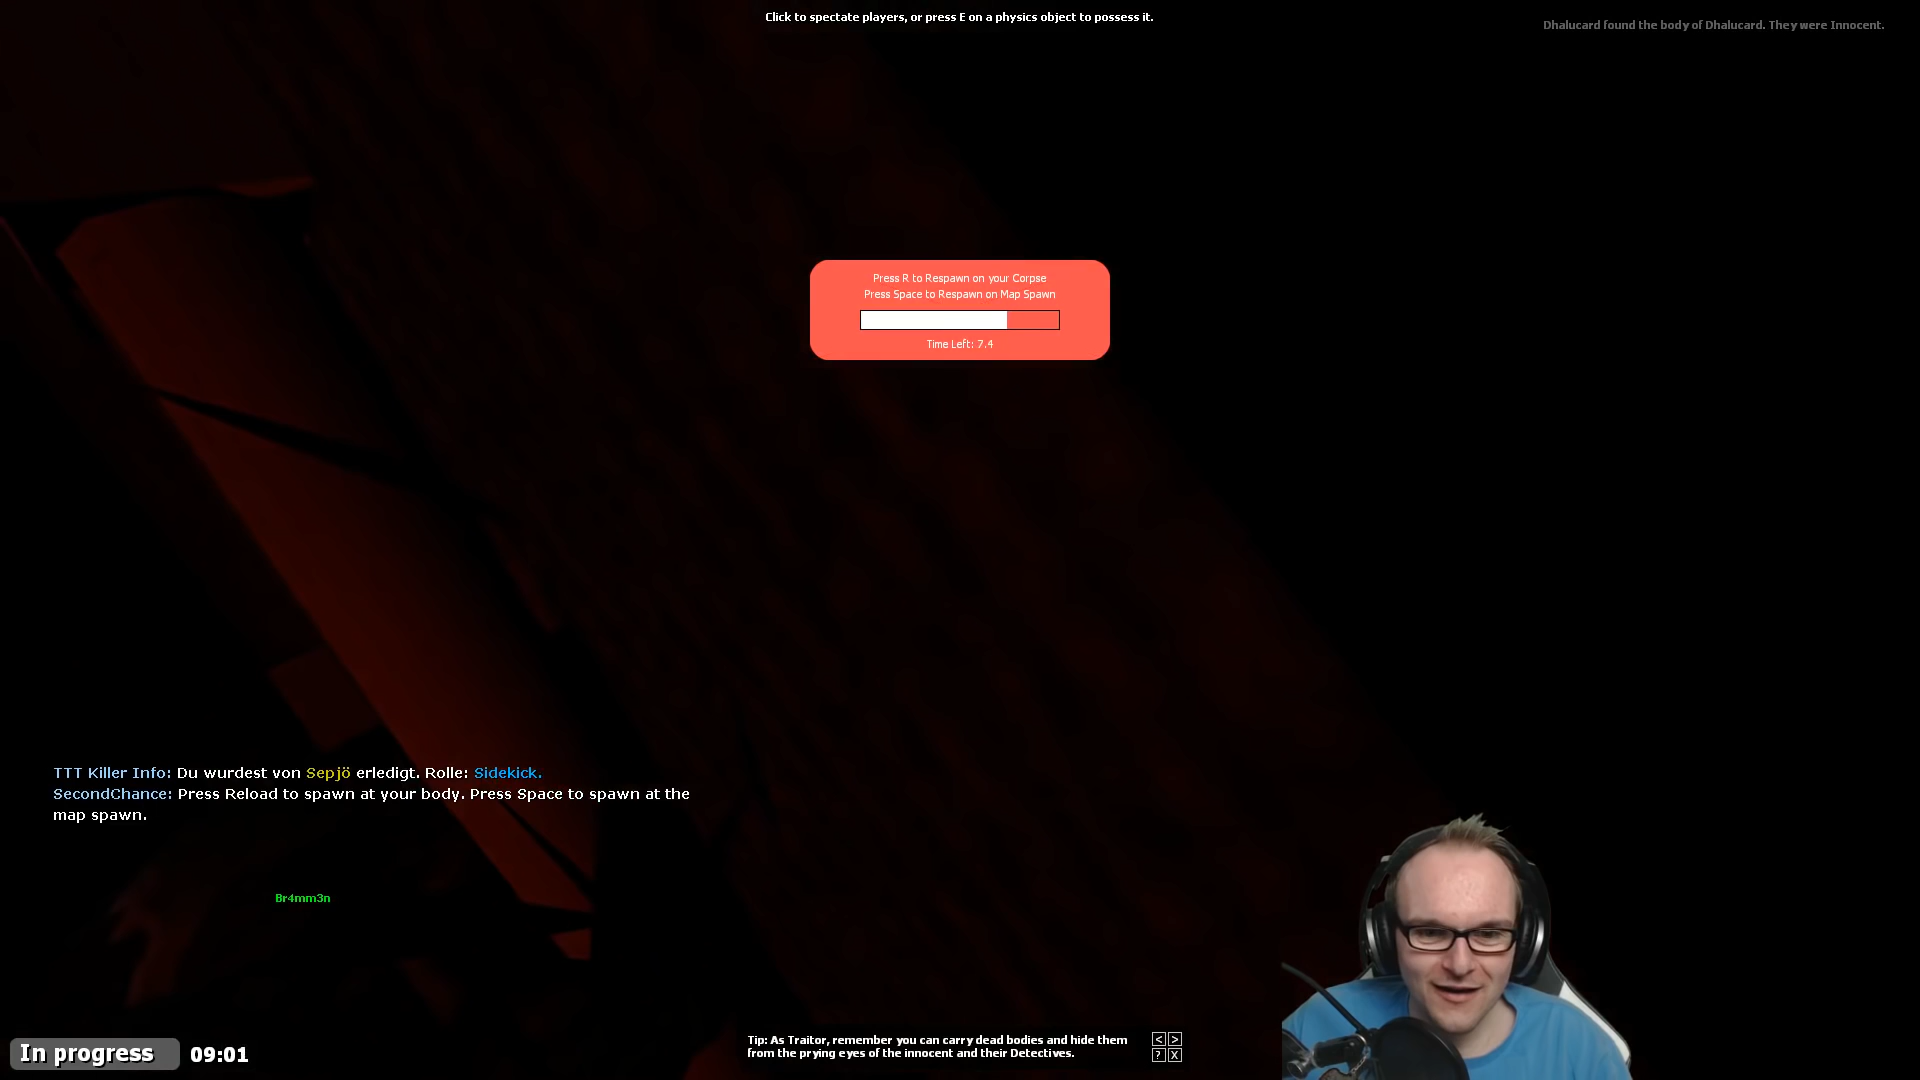 Click to spectate players, or press E on a physics object to possess it.
Dhalucard found the body of Dhalucard. They were Innocent.
Press R to Respawn on your Corpse
Press Space to Respawn on Map Spawn
Time Left: 7.4
TTT Killer Info: Du wurdest von Sepjö erledigt. Rolle: Sidekick.
SecondChance: Press Reload to spawn at your body. Press Space to spawn at the
map spawn.
Br4mm3n
In progress 09:01
Tip: As Traitor, remember you can carry dead bodies and hide them
from the prying eyes of the innocent and their Detectives.
< >
? X